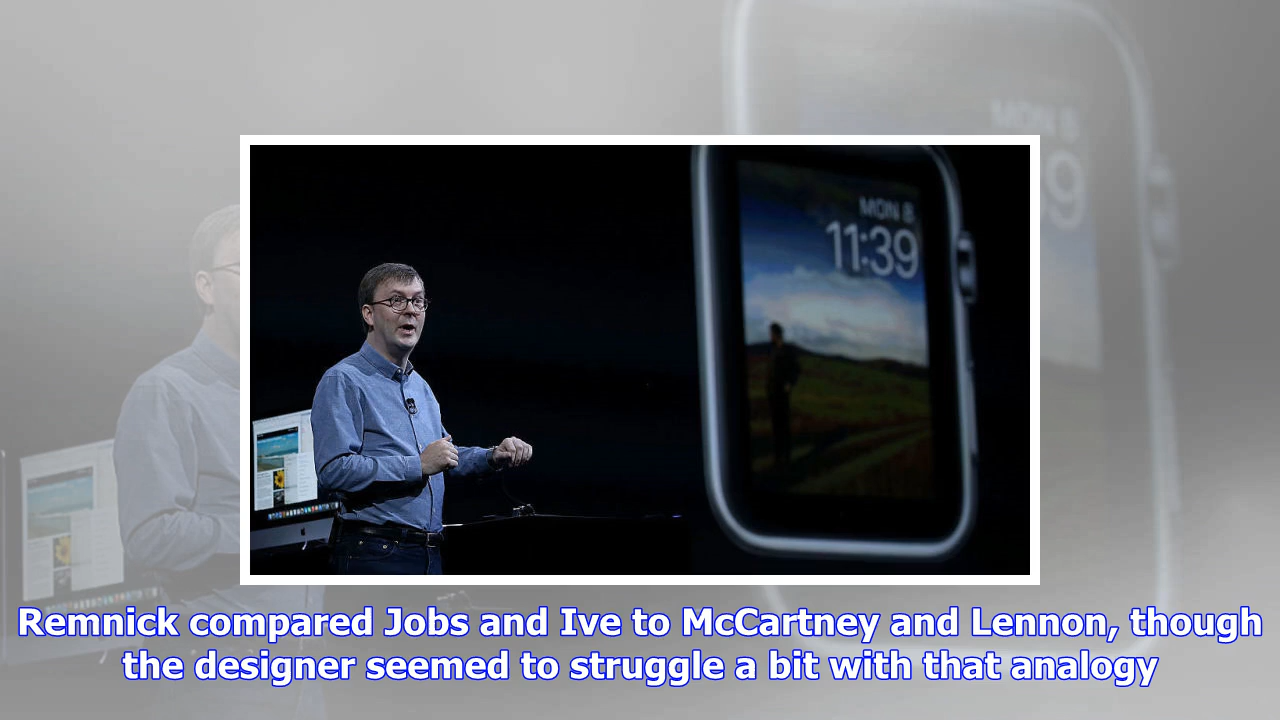 MON 8
11:39
Remnick compared Jobs and Ive to McCartney and Lennon, though
the designer seemed to struggle a bit with that analogy